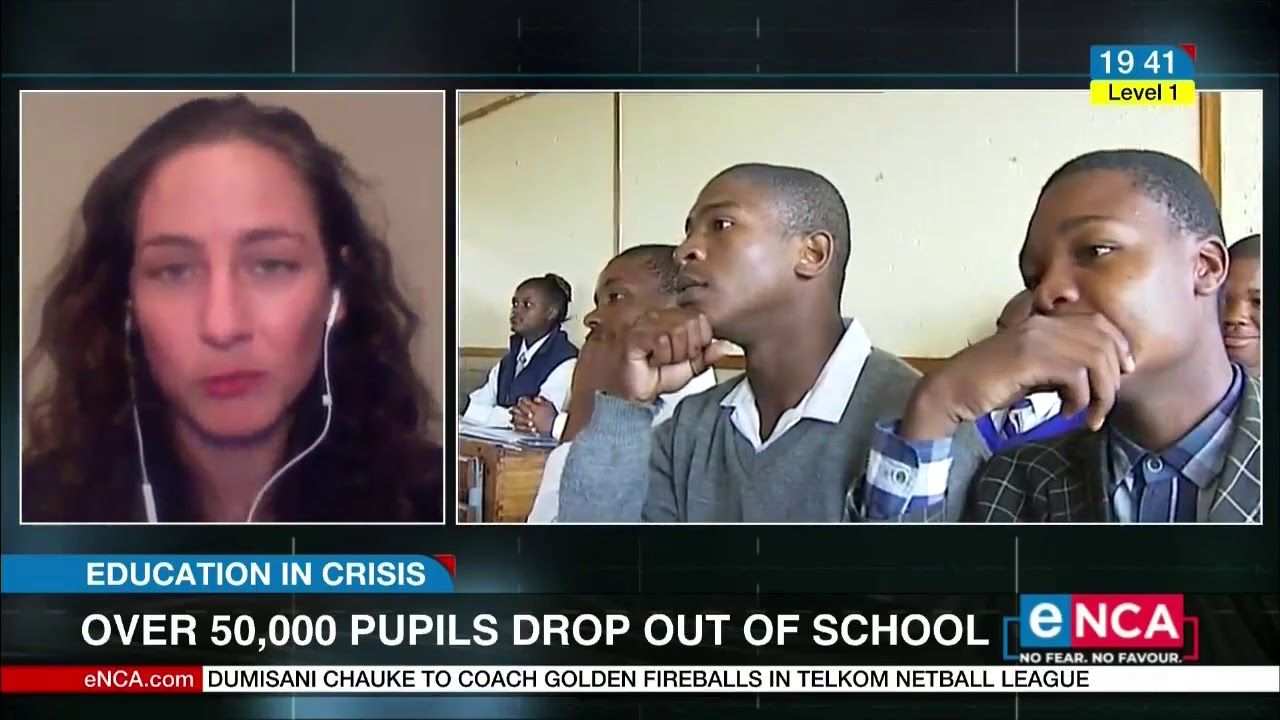 19 41
Level 1
EDUCATION IN CRISIS
OVER 50,000 PUPILS DROP OUT OF SCHOOL
eNCA
NO FEAR. NO FAVOUR.
eNCA.com
DUMISANI CHAUKE TO COACH GOLDEN FIREBALLS IN TELKOM NETBALL LEAGUE